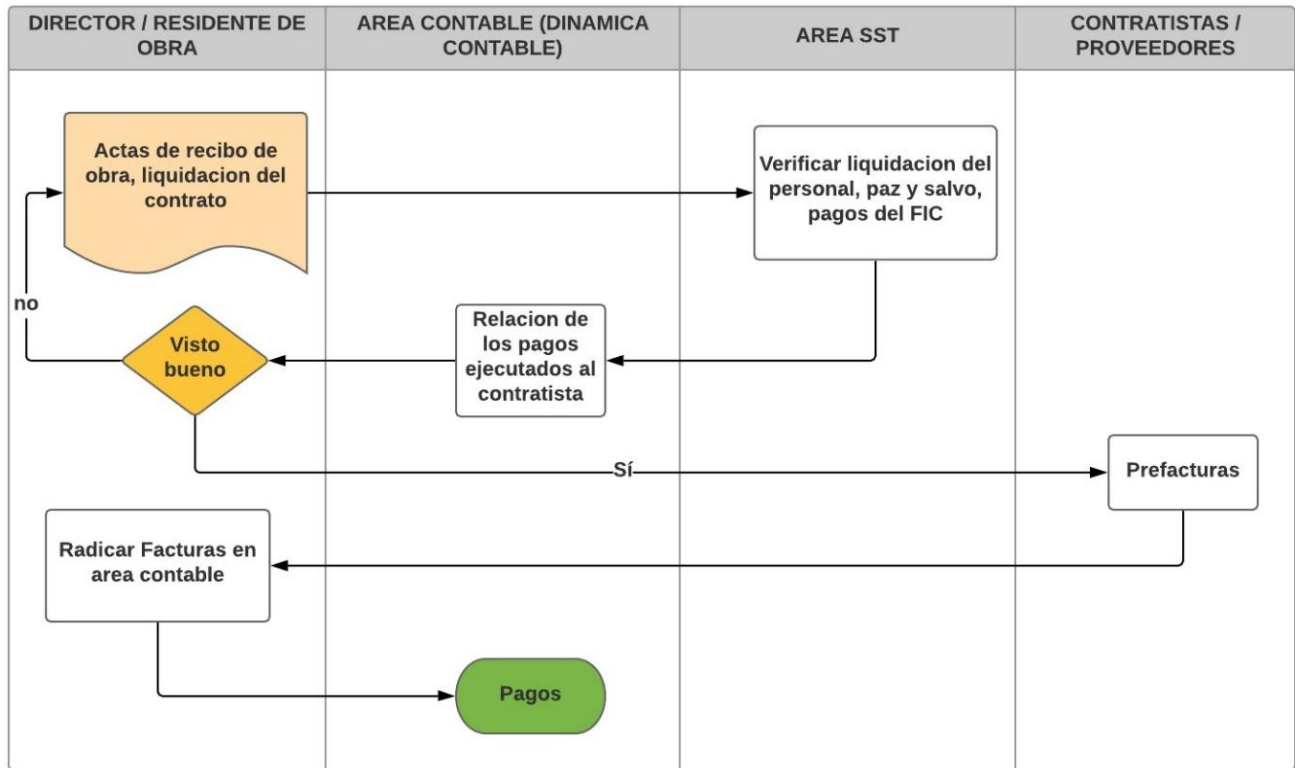 DIRECTOR / RESIDENTE DE
OBRA
AREA CONTABLE (DINAMICA
CONTABLE)
AREA SST
CONTRATISTAS /
PROVEEDORES
Actas de recibo de
obra, liquidacion del
contrato
Verificar liquidacion del
personal, paz y salvo,
pagos del FIC
no
Visto
bueno
Relacion de
los pagos
ejecutados al
contratista
Sí
Prefacturas
Radicar Facturas en
area contable
Pagos